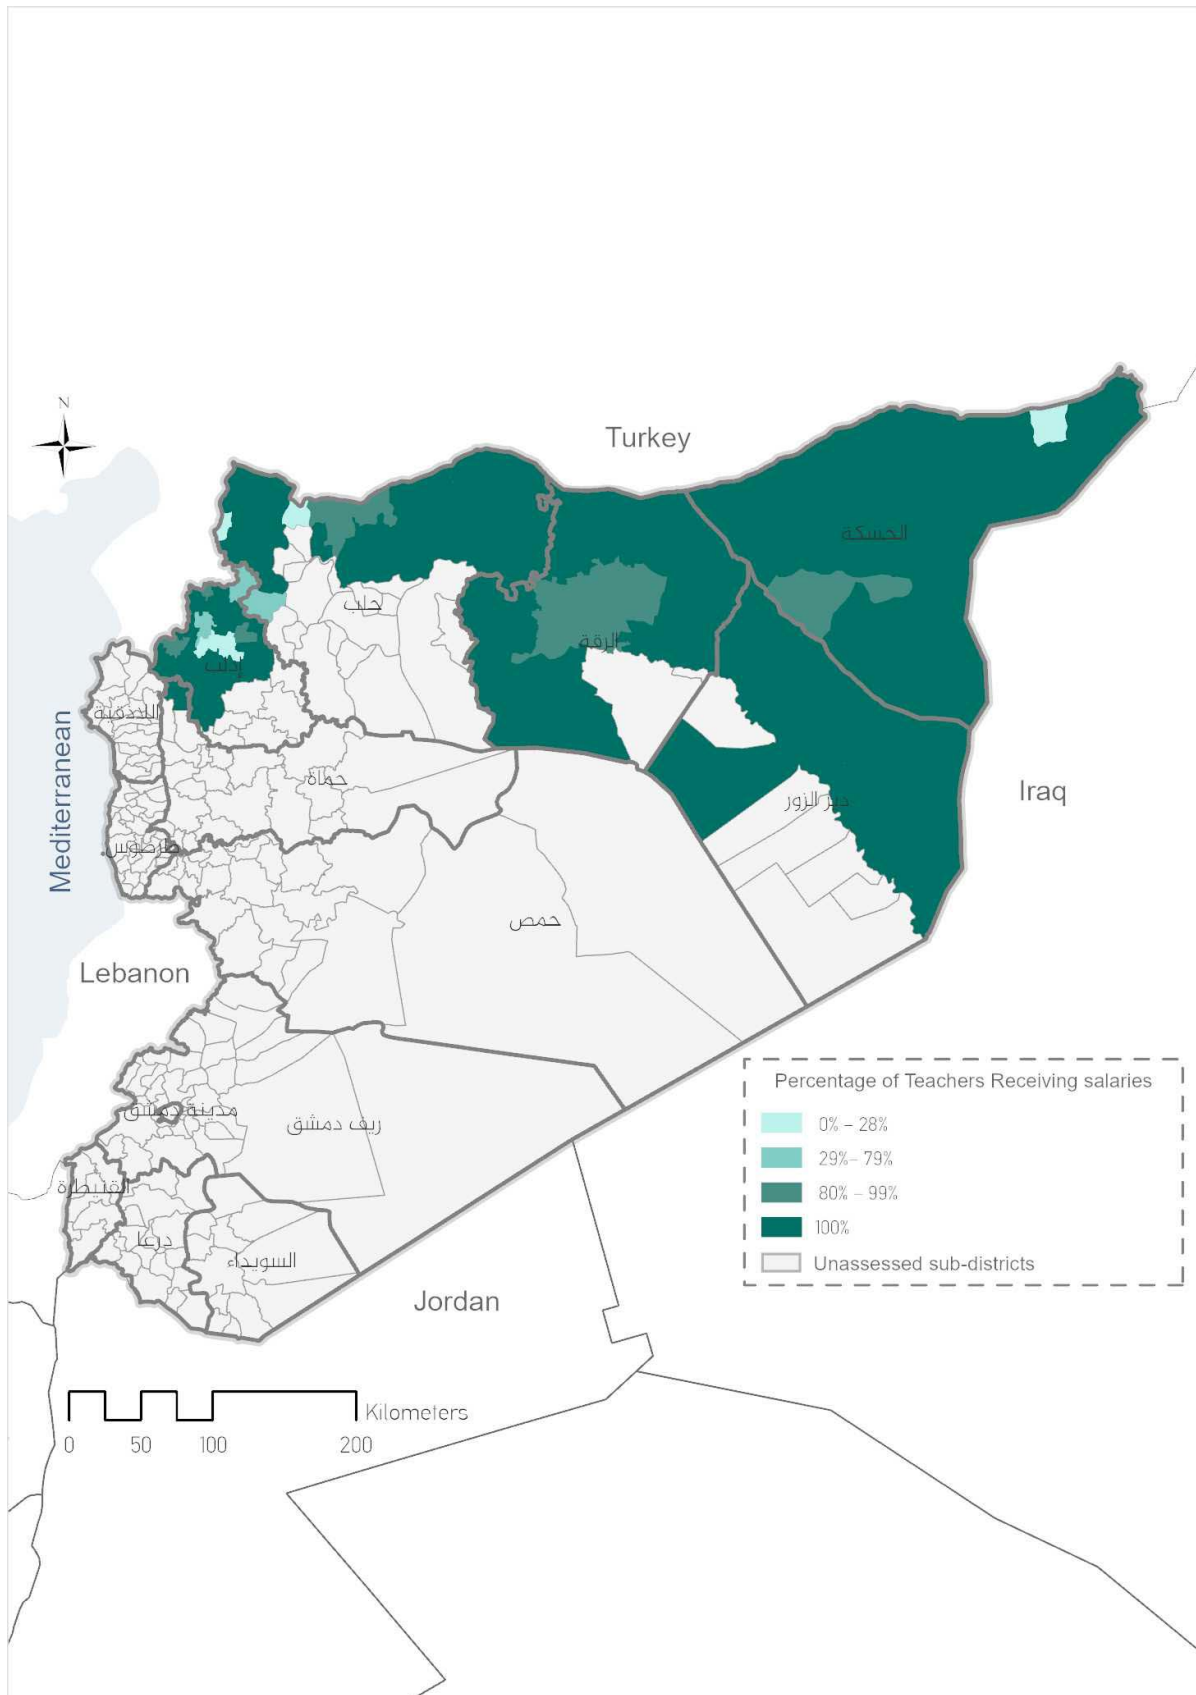 N
Turkey
الحسكة
حلب
الرقة
إدلب
اللاذقية
Mediterranean
حماة
دير الزور
Iraq
طرطوس
حمص
Lebanon
مدينة دمشق
ريف دمشق
القنيطرة
درعا
السويداء
Jordan
Percentage of Teachers Receiving salaries
0% – 28%
29%– 79%
80% – 99%
100%
Unassessed sub-districts
Kilometers
0 50 100 200